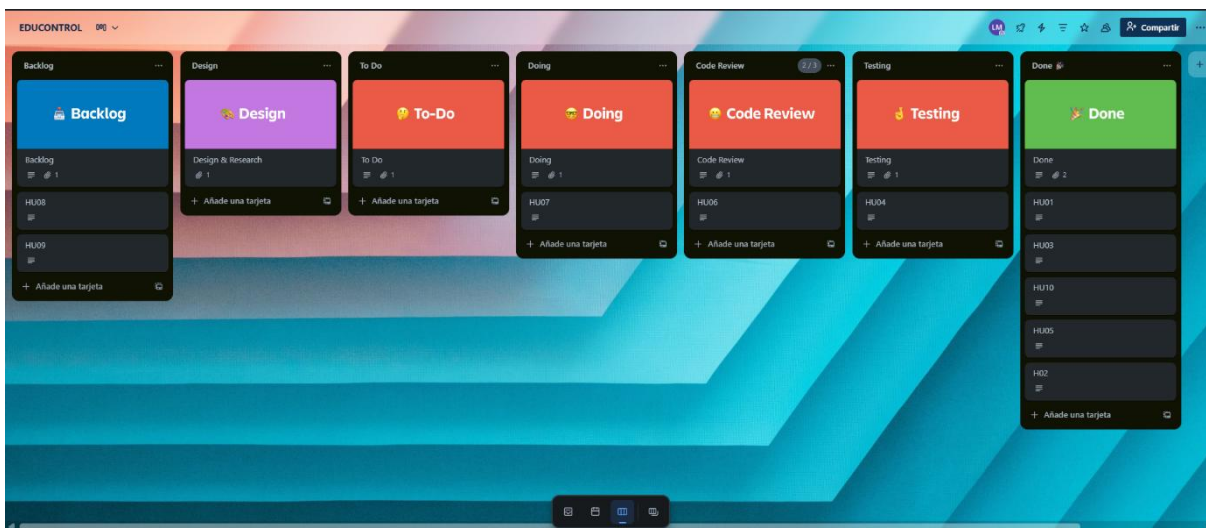 EDUCONTROL
LM
Compartir
Backlog
Backlog
Backlog
1
HU08
HU09
+ Añade una tarjeta
Design
Design
Design & Research
1
+ Añade una tarjeta
To Do
To-Do
To Do
1
+ Añade una tarjeta
Doing
Doing
Doing
1
HU07
+ Añade una tarjeta
Code Review
2/3
Code Review
Code Review
1
HU06
+ Añade una tarjeta
Testing
Testing
Testing
1
HU04
+ Añade una tarjeta
Done 🎉
Done
Done
2
HU01
HU03
HU10
HU05
H02
+ Añade una tarjeta